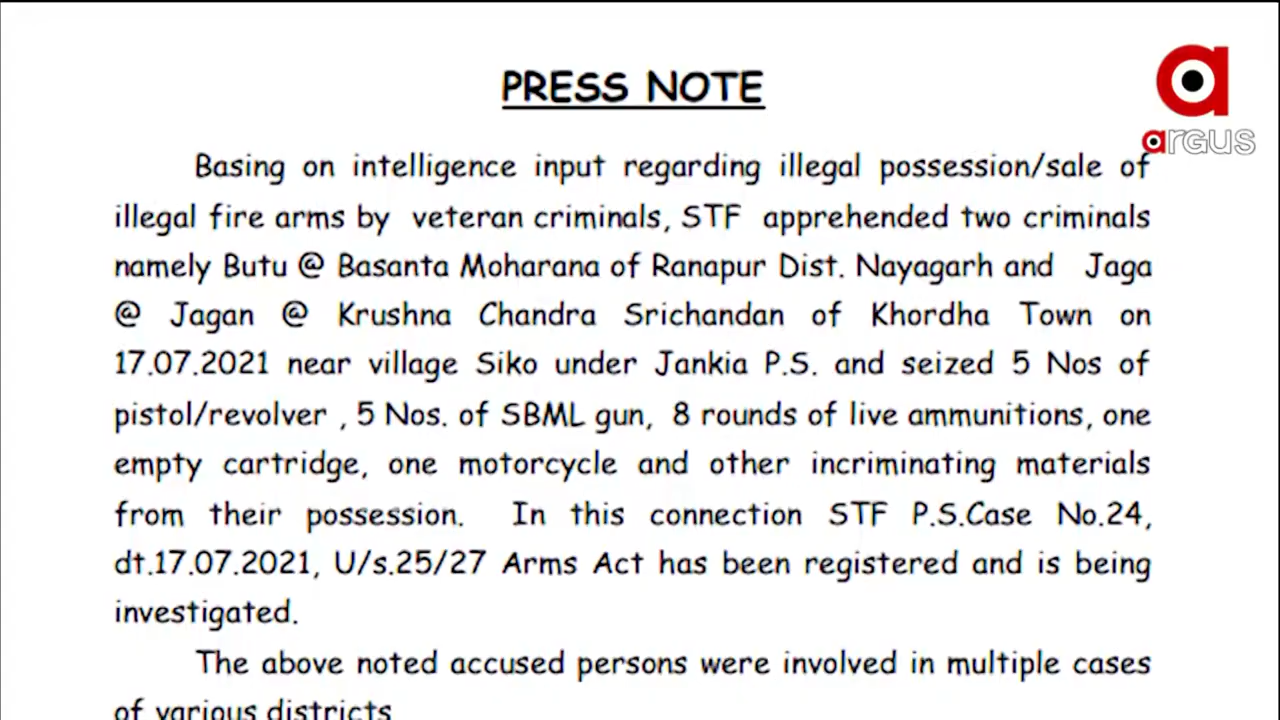 PRESS NOTE
argus
Basing on intelligence input regarding illegal possession/sale of
illegal fire arms by veteran criminals, STF apprehended two criminals
namely Butu @ Basanta Moharana of Ranapur Dist. Nayagarh and Jaga
@ Jagan @ Krushna Chandra Srichandan of Khordha Town on
17.07.2021 near village Siko under Jankia P.S. and seized 5 Nos of
pistol/revolver , 5 Nos. of SBML gun, 8 rounds of live ammunitions, one
empty cartridge, one motorcycle and other incriminating materials
from their possession. In this connection STF P.S.Case No.24,
dt.17.07.2021, U/s.25/27 Arms Act has been registered and is being
investigated.
The above noted accused persons were involved in multiple cases
of various districts